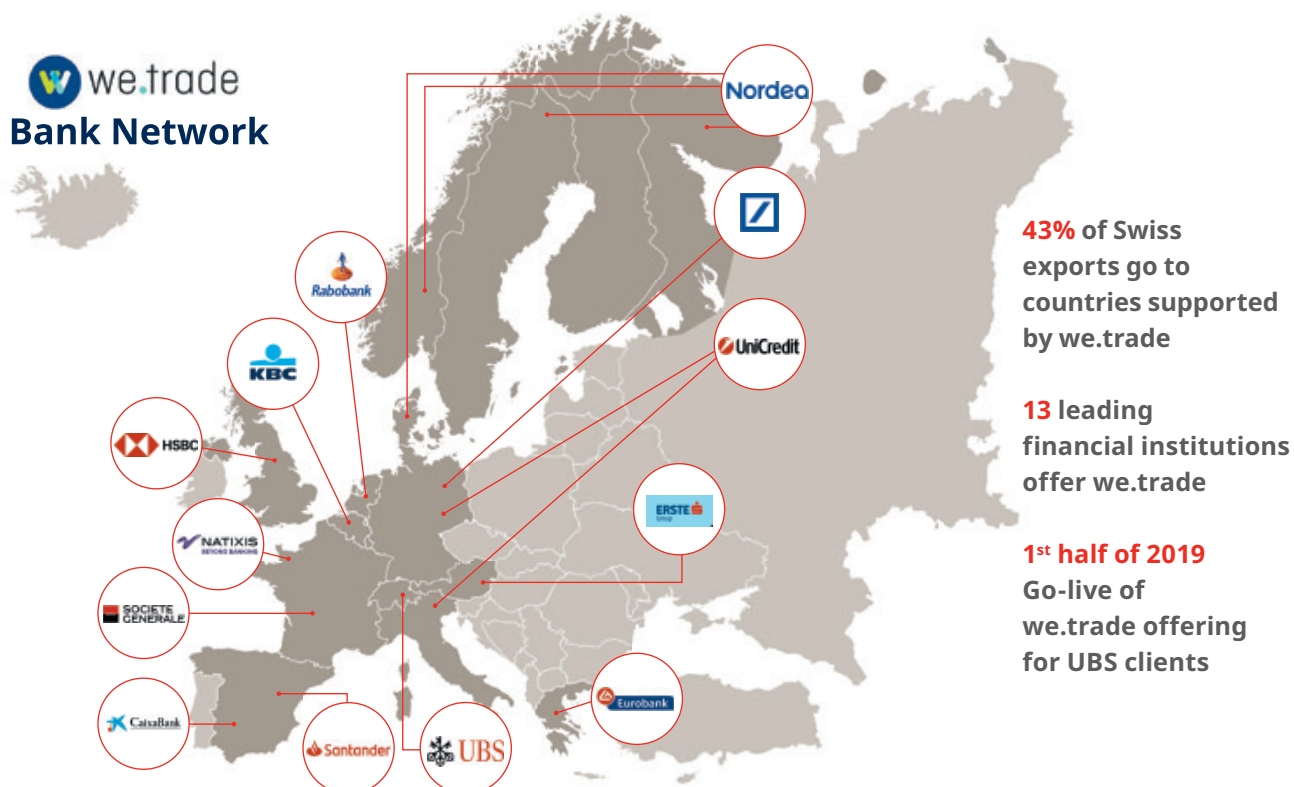 we.trade
Bank Network
Nordea
Rabobank
UniCredit
KBC
HSBC
ERSTE
Group
NATIXIS
BEYOND BANKING
SOCIETE
GENERALE
Eurobank
CaixaBank
Santander
UBS
43% of Swiss
exports go to
countries supported
by we.trade
13 leading
financial institutions
offer we.trade
1st half of 2019
Go-live of
we.trade offering
for UBS clients